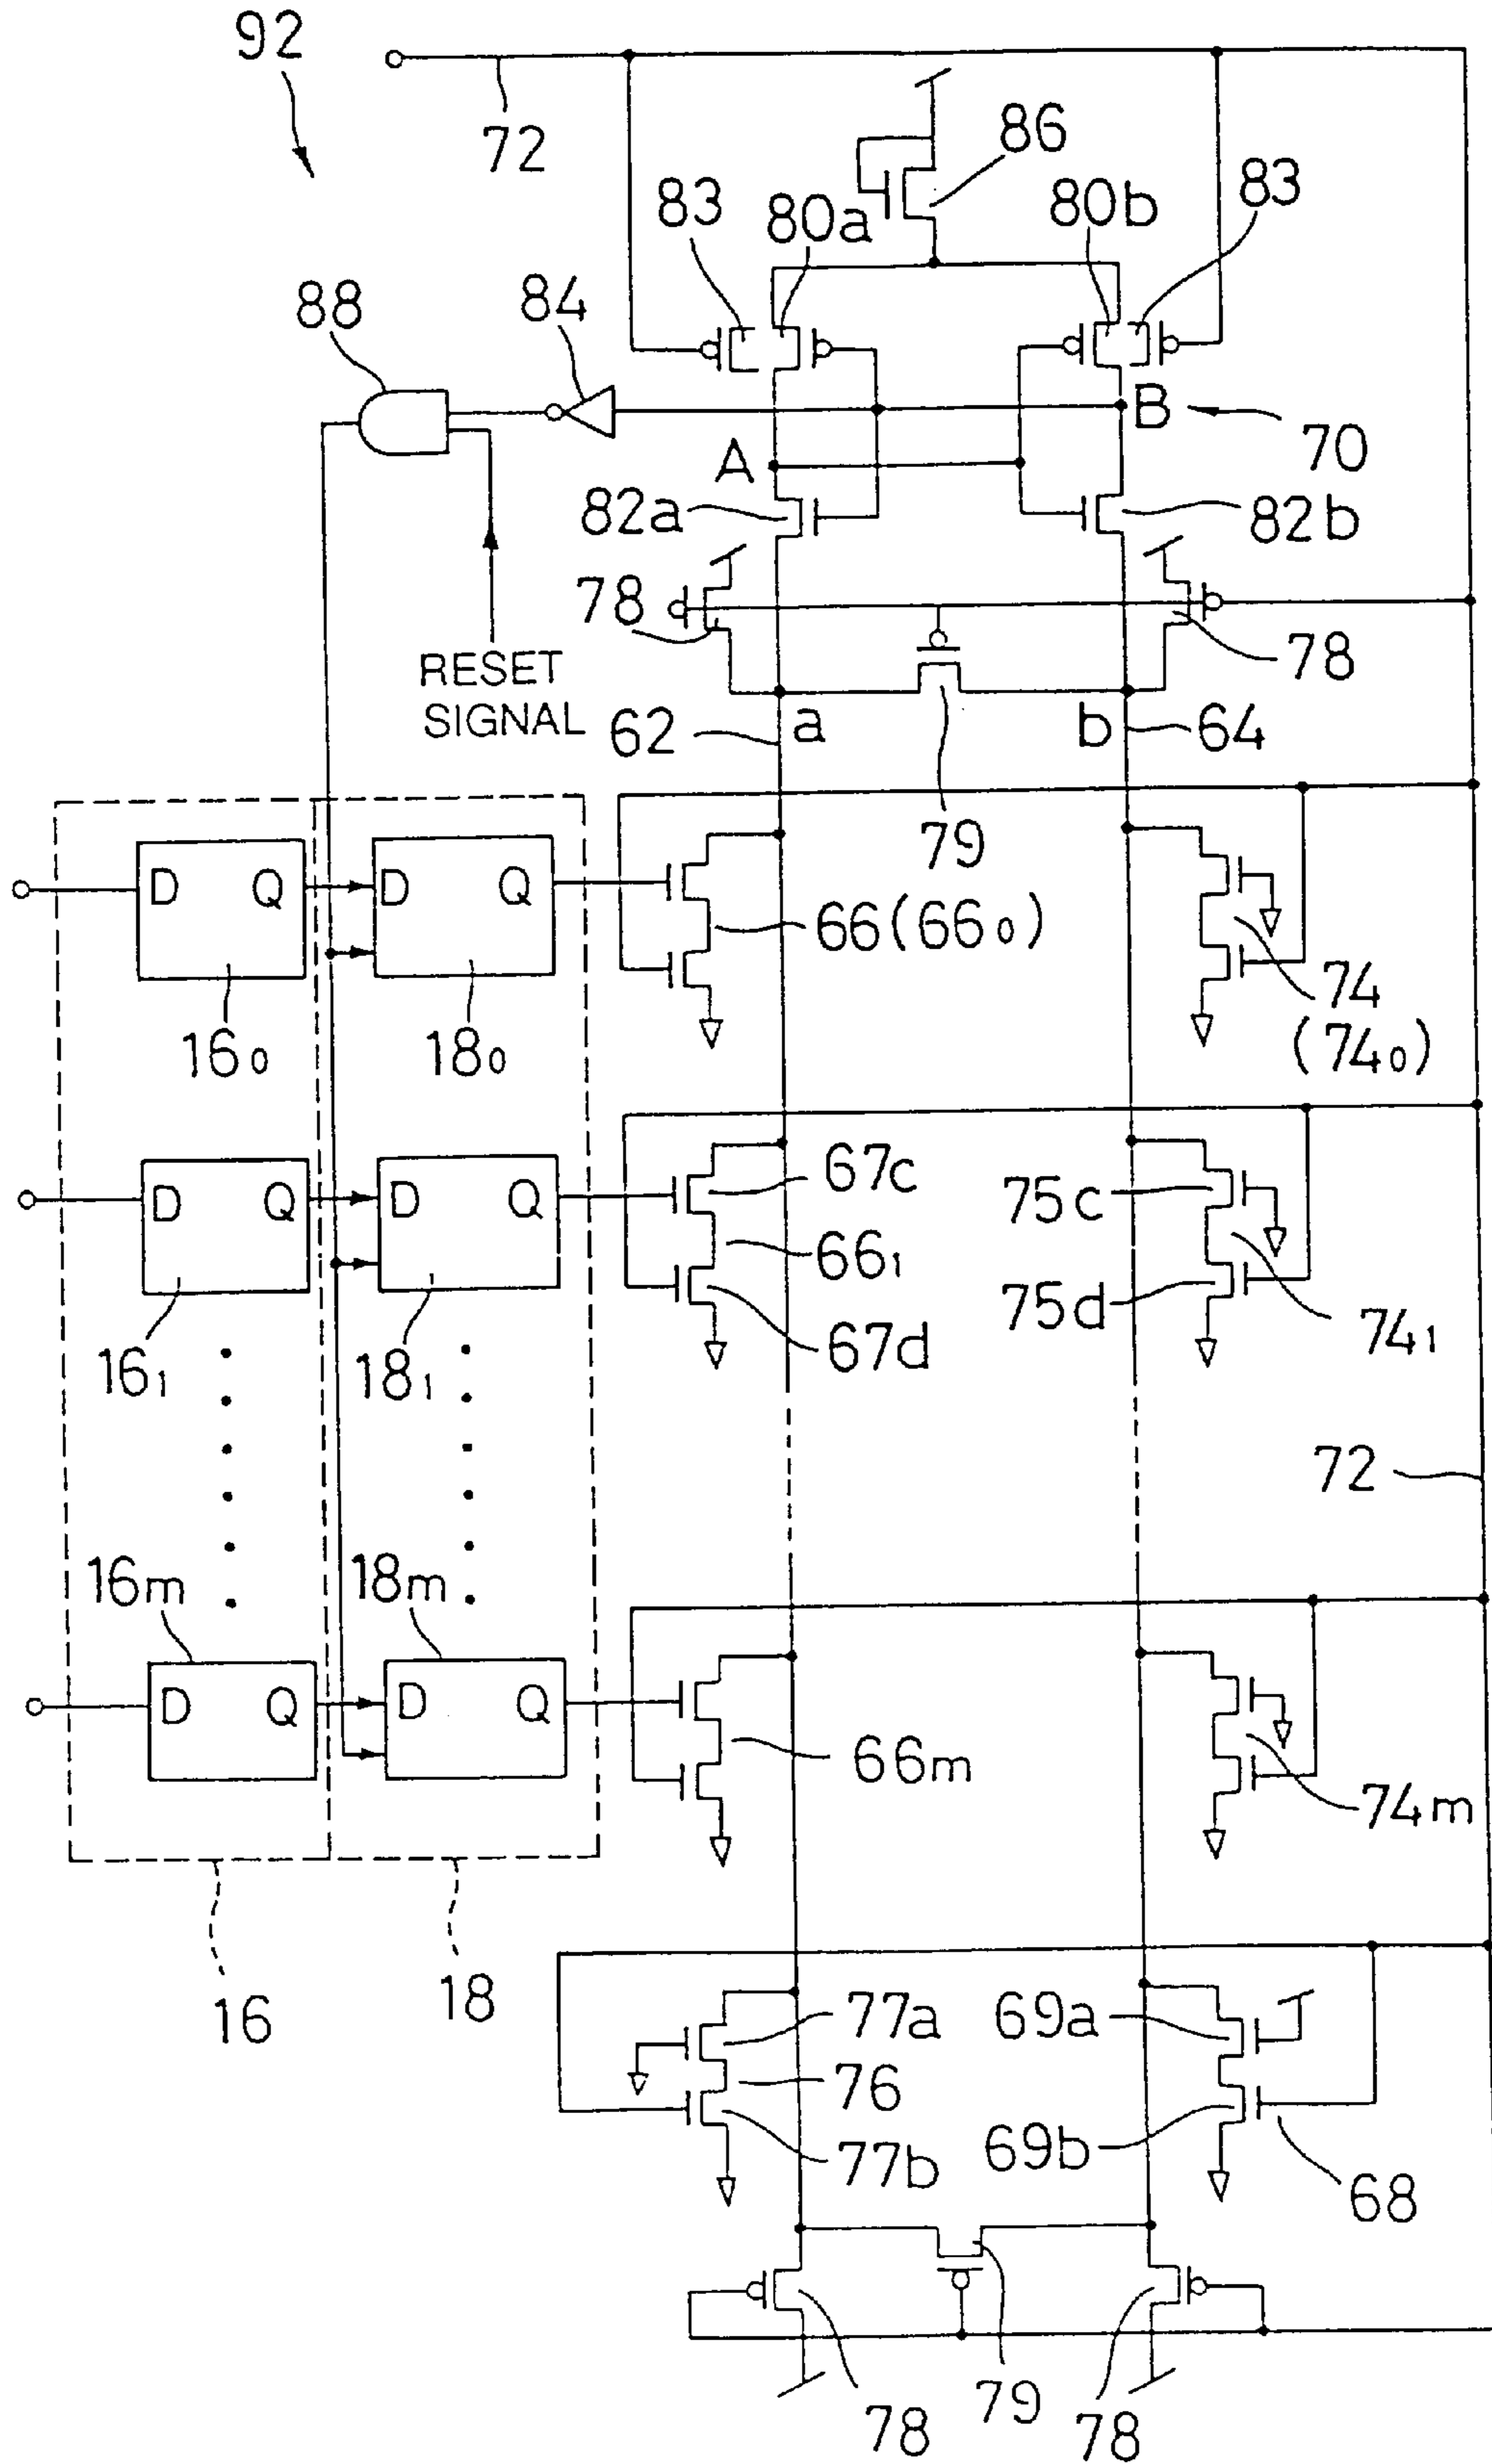 92
72
86
83
80a
80b
83
88
84
B
70
A
82a
82b
78
78
RESET
SIGNAL
62
a
b
64
79
D Q
D Q
66(66₀)
74
(74₀)
16₀
18₀
D Q
D Q
67c
75c
66₁
75d
67d
74₁
16₁
18₁
72
16m
18m
D Q
D Q
66m
74m
16
18
77a
69a
76
77b
69b
68
78
79
78